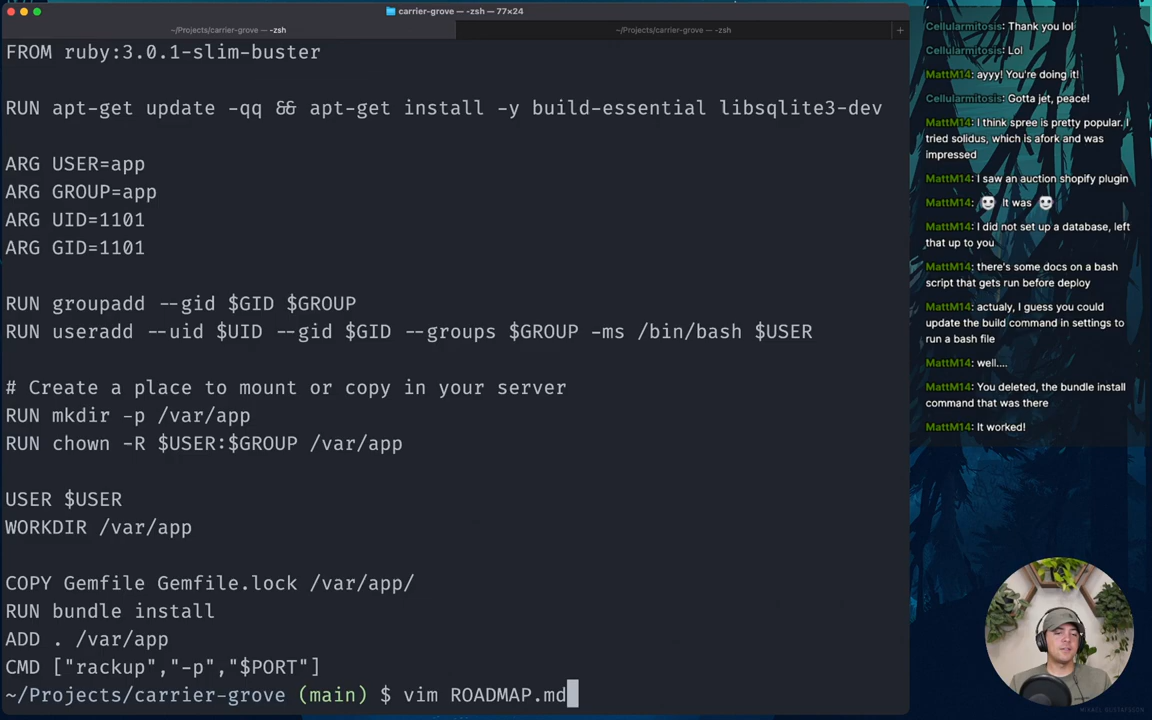 carrier-grove — -zsh — 77×24
~/Projects/carrier-grove — -zsh
~/Projects/carrier-grove — -zsh
+
FROM ruby:3.0.1-slim-buster
RUN apt-get update -qq && apt-get install -y build-essential libsqlite3-dev
ARG USER=app
ARG GROUP=app
ARG UID=1101
ARG GID=1101
RUN groupadd --gid $GID $GROUP
RUN useradd --uid $UID --gid $GID --groups $GROUP -ms /bin/bash $USER
# Create a place to mount or copy in your server
RUN mkdir -p /var/app
RUN chown -R $USER:$GROUP /var/app
USER $USER
WORKDIR /var/app
COPY Gemfile Gemfile.lock /var/app/
RUN bundle install
ADD . /var/app
CMD ["rackup","-p","$PORT"]
~/Projects/carrier-grove (main) $ vim ROADMAP.md
Cellularmitosis: Thank you lol
Cellularmitosis: Lol
MattM14: ayyy! You're doing it!
Cellularmitosis: Gotta jet, peace!
MattM14: I think spree is pretty popular. I
tried solidus, which is afork and was
impressed
MattM14: I saw an auction shopify plugin
MattM14: It was
MattM14: I did not set up a database, left
that up to you
MattM14: there's some docs on a bash
script that gets run before deploy
MattM14: actualy, I guess you could
update the build command in settings to
run a bash file
MattM14: well....
MattM14: You deleted, the bundle install
command that was there
MattM14: It worked!
MIKAEL GUSTAFSSON